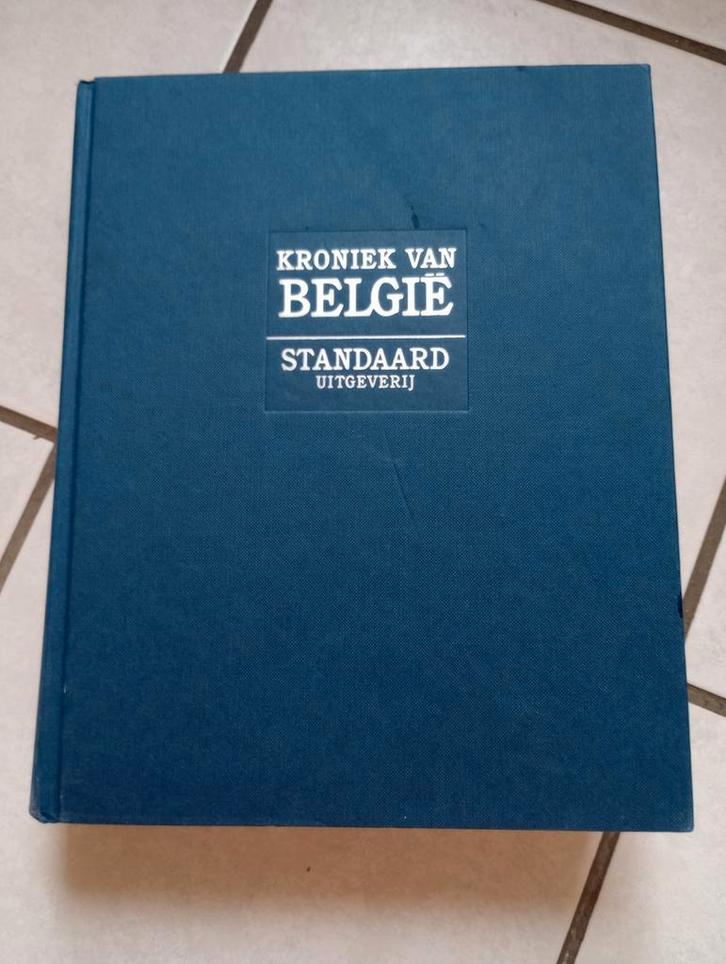 KRONIEK VAN
BELGIË
STANDAARD
UITGEVERIJ